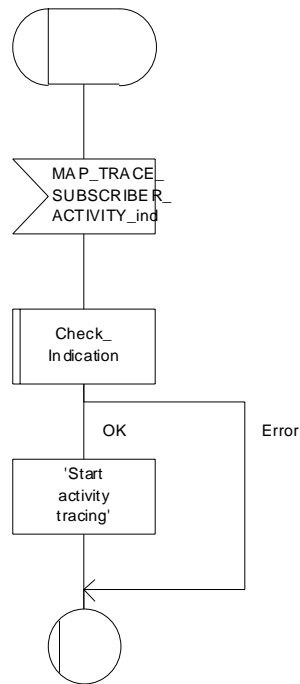 MAP_TRACE_
SUBSCRIBER_
ACTIVITY_ind
Check_
Indication
OK
Error
'Start
activity
tracing'